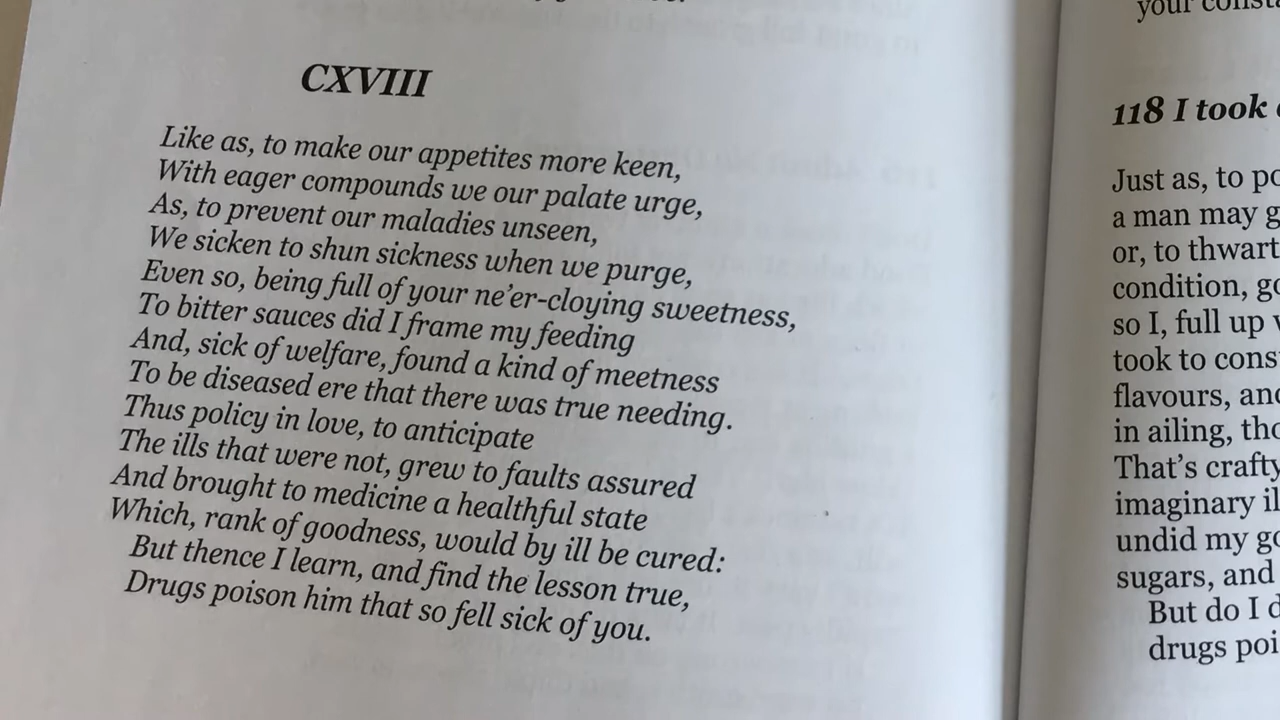 your
CXVIII
Like as, to make our appetites more keen,
With eager compounds we our palate urge,
As, to prevent our maladies unseen,
We sicken to shun sickness when we purge,
Even so, being full of your ne'er-cloying sweetness,
To bitter sauces did I frame my feeding
And, sick of welfare, found a kind of meetness
To be diseased ere that there was true needing.
Thus policy in love, to anticipate
The ills that were not, grew to faults assured
And brought to medicine a healthful state
Which, rank of goodness, would by ill be cured:
But thence I learn, and find the lesson true,
Drugs poison him that so fell sick of you.
118 I took
Just as, to
a man may
or, to thwart
condition,
so I, full up
took to
flavours,
in ailing,
That's crafty
imaginary
undid my
sugars, and
But do I
drugs